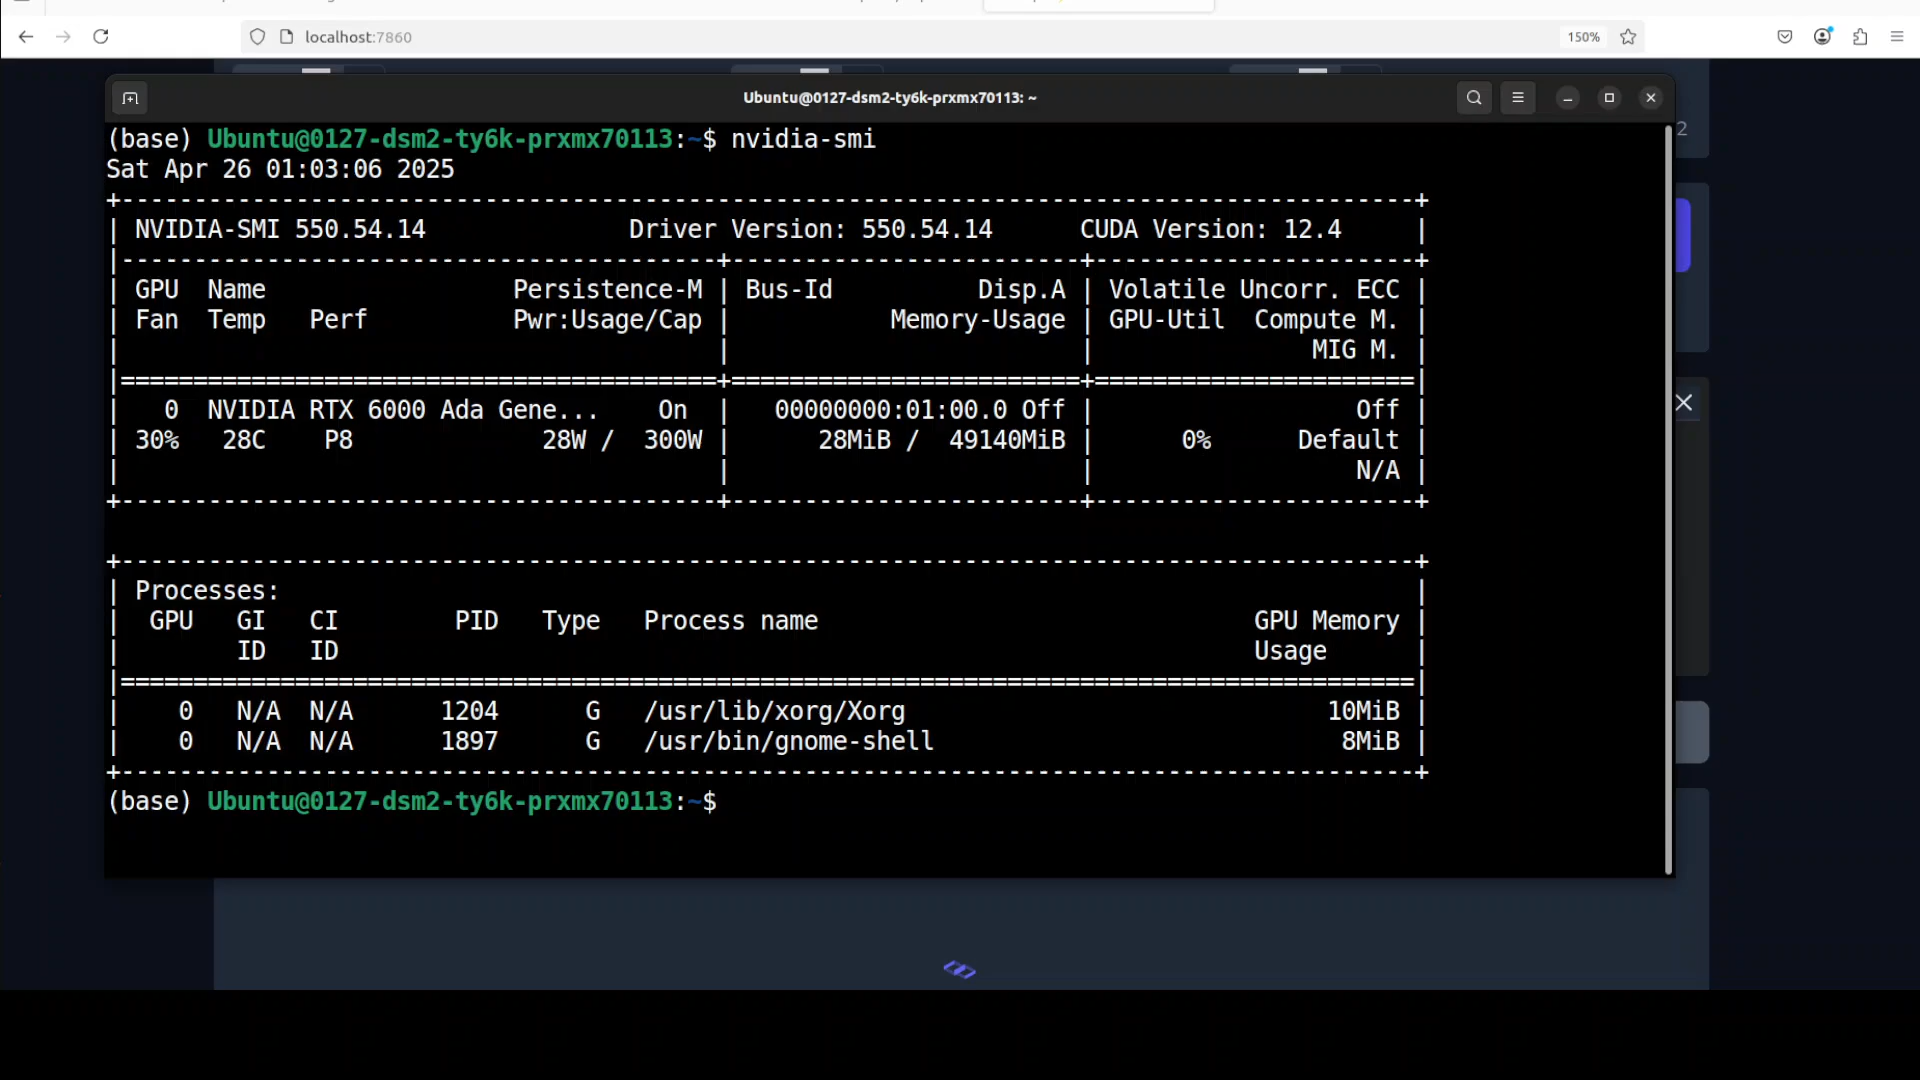 localhost:7860
150%
Ubuntu@0127-dsm2-ty6k-prxmx70113: ~
(base) Ubuntu@0127-dsm2-ty6k-prxmx70113:~$ nvidia-smi
Sat Apr 26 01:03:06 2025
+-----------------------------------------------------------------------------------------+
| NVIDIA-SMI 550.54.14              Driver Version: 550.54.14      CUDA Version: 12.4     |
|-----------------------------------------+------------------------+----------------------+
| GPU  Name                 Persistence-M | Bus-Id          Disp.A | Volatile Uncorr. ECC |
| Fan  Temp   Perf          Pwr:Usage/Cap |           Memory-Usage | GPU-Util  Compute M. |
|                                         |                        |               MIG M. |
|=========================================+========================+======================|
|   0  NVIDIA RTX 6000 Ada Gene...    On  |   00000000:01:00.0 Off |                  Off |
| 30%   28C    P8             28W /  300W |      28MiB /  49140MiB |      0%      Default |
|                                         |                        |                  N/A |
+-----------------------------------------+------------------------+----------------------+
+-----------------------------------------------------------------------------------------+
| Processes:                                                                              |
|  GPU   GI   CI        PID   Type   Process name                              GPU Memory |
|        ID   ID                                                               Usage      |
|=========================================================================================|
|    0   N/A  N/A      1204      G   /usr/lib/xorg/Xorg                             10MiB |
|    0   N/A  N/A      1897      G   /usr/bin/gnome-shell                            8MiB |
+-----------------------------------------------------------------------------------------+
(base) Ubuntu@0127-dsm2-ty6k-prxmx70113:~$
2